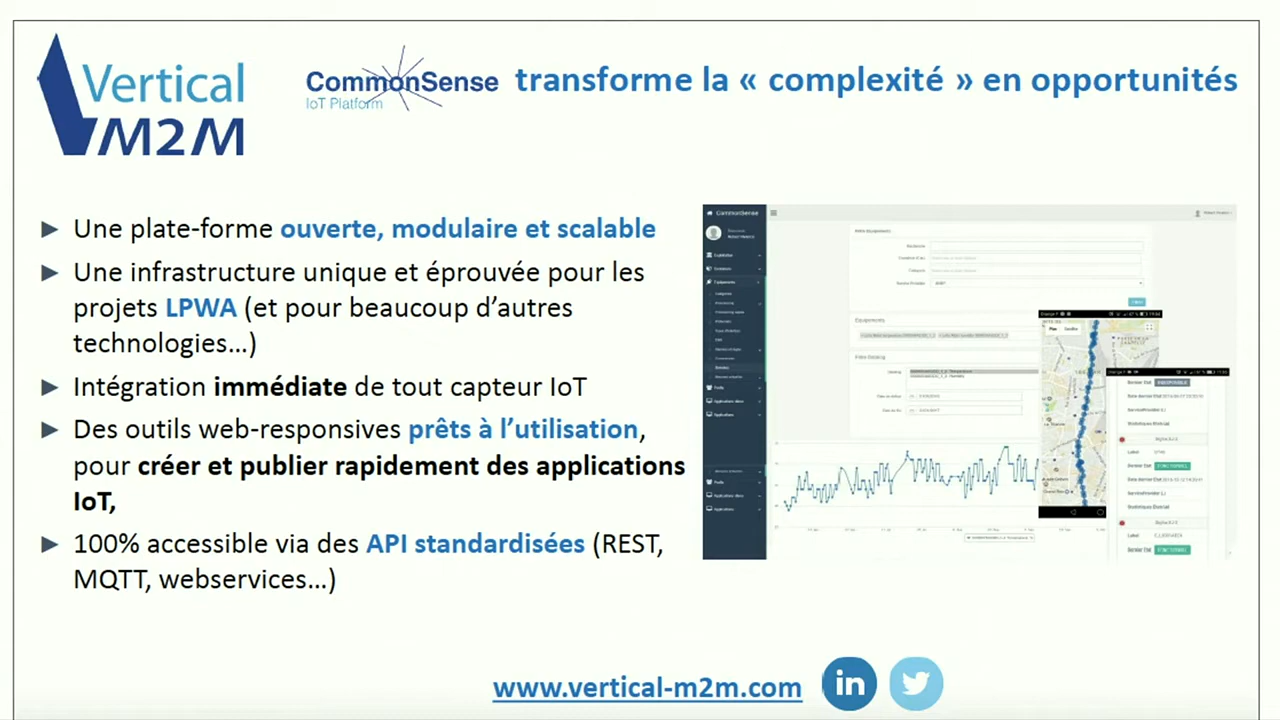 Vertical
M2M
CommonSense
IoT Platform
transforme la « complexité » en opportunités
► Une plate-forme ouverte, modulaire et scalable
► Une infrastructure unique et éprouvée pour les
projets LPWA (et pour beaucoup d'autres
technologies…)
► Intégration immédiate de tout capteur IoT
► Des outils web-responsives prêts à l'utilisation,
pour créer et publier rapidement des applications
IoT,
► 100% accessible via des API standardisées (REST,
MQTT, webservices…)
CommonSense
Equipements
www.vertical-m2m.com
in